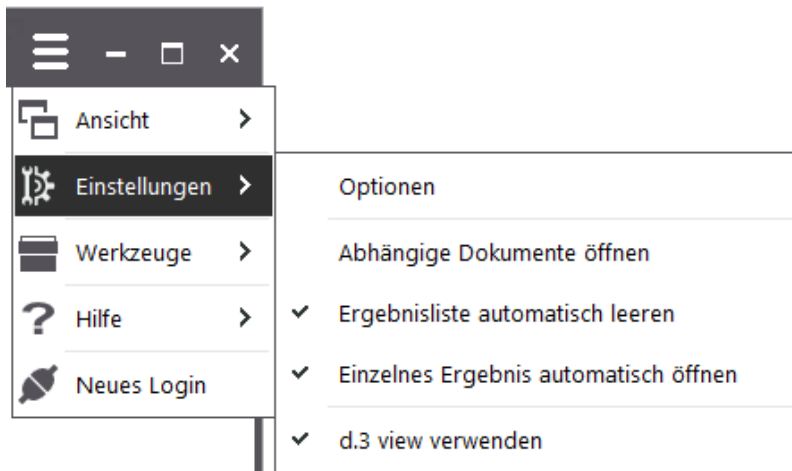 Ansicht
Einstellungen
Optionen
Werkzeuge
Abhängige Dokumente öffnen
Hilfe
Ergebnisliste automatisch leeren
Neues Login
Einzelnes Ergebnis automatisch öffnen
d.3 view verwenden